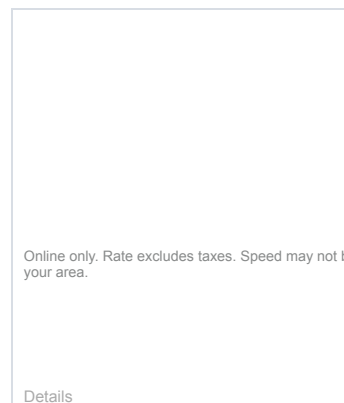 Online only. Rate excludes taxes. Speed may not
your area.
Details